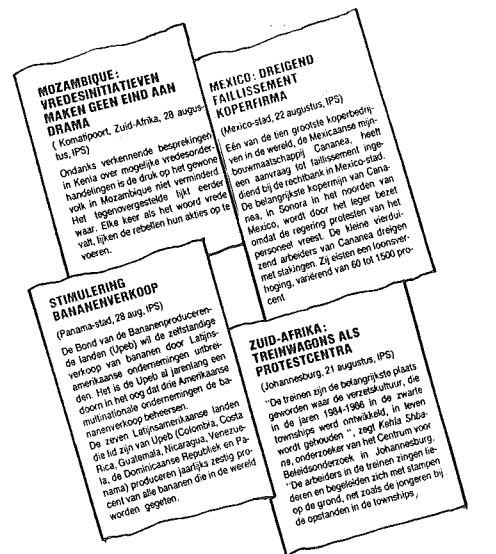 MOZAMBIQUE:
VREDESINITIATIEVEN
MAKEN GEEN EIND AAN
DRAMA
( Komatipoort, Zuid-Afrika, 28 augus-
tus, IPS)
Ondanks verkennende besprekingen
in Kenia over mogelijke vredesonder-
handelingen is de druk op het gewone
volk in Mozambique niet verminderd.
Het tegenovergestelde lijkt eerder
waar. Elke keer als het woord vrede
valt, lijken de rebellen hun akties op te
voeren.
MEXICO: DREIGEND
FAILLISSEMENT
KOPERFIRMA
(Mexico-stad, 22 augustus, IPS)
Eén van de tien grootste koperbedrij-
ven in de wereld, de Mexicaanse mijn-
bouwmaatschappij Cananea, heeft
een aanvraag tot faillissement inge-
diend bij de rechtbank in Mexico-stad.
De belangrijkste kopermijn van Cana-
nea, in Sonora in het noorden van
Mexico, wordt door het leger bezet
omdat de regering protesten van het
personeel vreest. De kleine vierdui-
zend arbeiders van Cananea dreigen
met stakingen. Zij eisten een loonsver-
hoging, variërend van 60 tot 1500 pro-
cent
STIMULERING
BANANENVERKOOP
(Panama-stad, 28 aug, IPS)
De Bond van de Bananenproduceren-
de landen (Upeb) wil de zelfstandige
verkoop van bananen door Latijns-
amerikaanse ondernemingen uitbrei-
den. Het is de Upeb al jarenlang een
doorn in het oog dat drie Amerikaanse
multinationale ondernemingen de ba-
nanenverkoop beheersen.
De zeven Latijnsamerikaanse landen
die lid zijn van Upeb (Colombia, Costa
Rica, Guatemala, Nicaragua, Venezue-
la, de Dominicaanse Republiek en Pa-
nama) produceren jaarlijks zestig pro-
cent van alle bananen die in de wereld
worden gegeten.
ZUID-AFRIKA:
TREINWAGONS ALS
PROTESTCENTRA
(Johannesburg, 21 augustus, IPS)
"De treinen zijn de belangrijkste plaats
geworden waar de verzetskultuur, die
in de jaren 1984-1986 in de zwarte
townships werd ontwikkeld, in leven
wordt gehouden ", zegt Kehla Shba-
ne, onderzoeker van het Centrum voor
Beleidsonderzoek in Johannesburg.
"De arbeiders in de treinen zingen lie-
deren en begeleiden zich met stampen
op de grond, net zoals de jongeren bij
de opstanden in de townships,